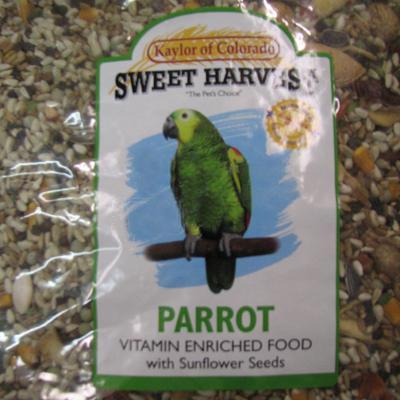 Kaylor of Colorado
SWEET HARVEST
"The Pet's Choice"
PARROT
VITAMIN ENRICHED FOOD
with Sunflower Seeds